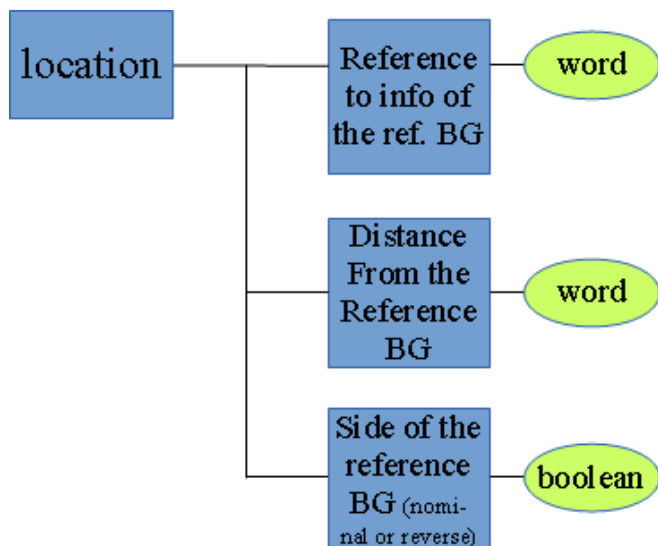 location
Reference
to info of
the ref. BG
word
Distance
From the
Reference
BG
word
Side of the
reference
BG (nomi-
nal or reverse)
boolean